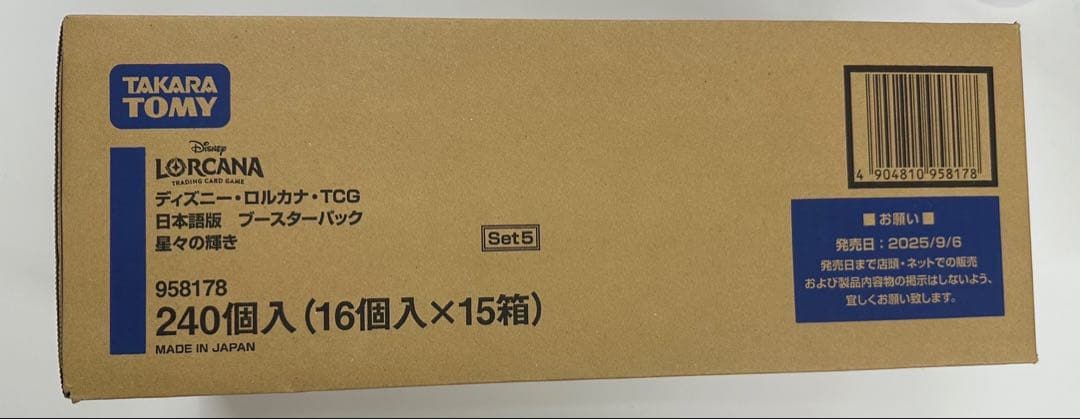 TAKARA
TOMY
Disney
LORCANA
TRADING CARD GAME
ディズニー・ロルカナ・TCG
日本語版 ブースターパック
星々の輝き
Set5
958178
240個入(16個入×15箱)
MADE IN JAPAN
4 904810 958178
■お願い■
発売日:2025/9/6
発売日まで店頭・ネットでの販売
および製品内容物の掲示はしないよう、
宜しくお願い致します。